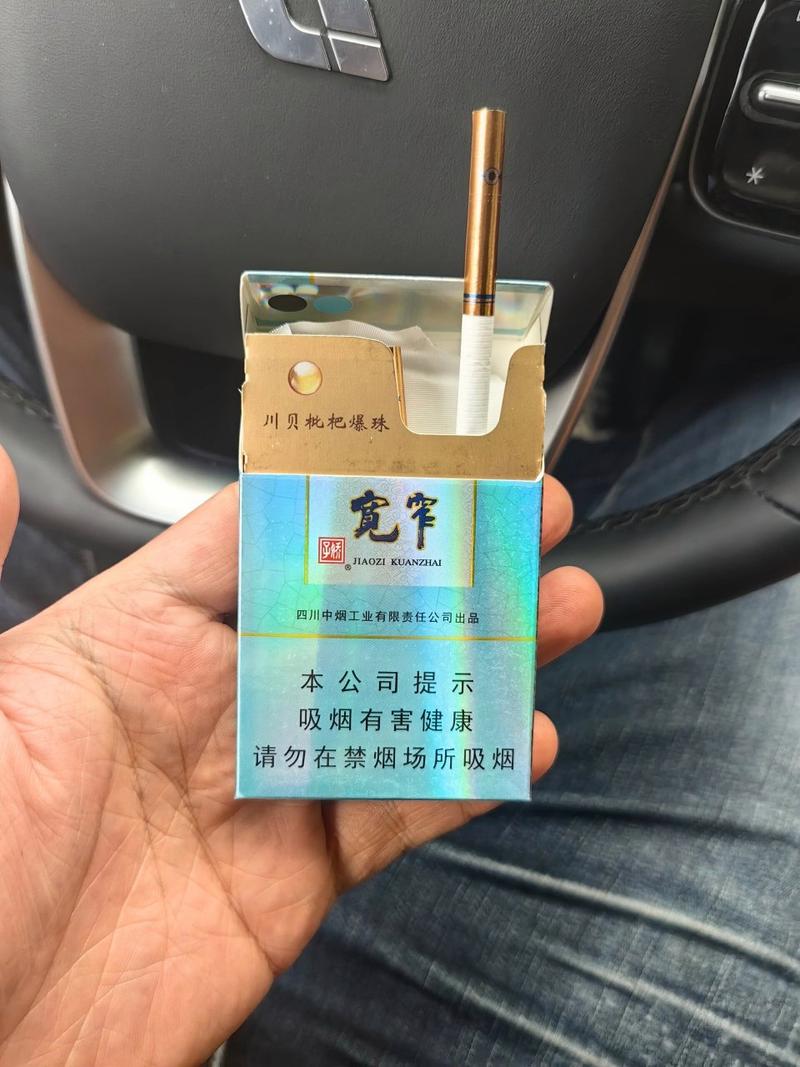 川贝枇杷爆珠
宽窄
娇子
® JIAOZI KUANZHAI
四川中烟工业有限责任公司出品
本公司提示
吸烟有害健康
请勿在禁烟场所吸烟